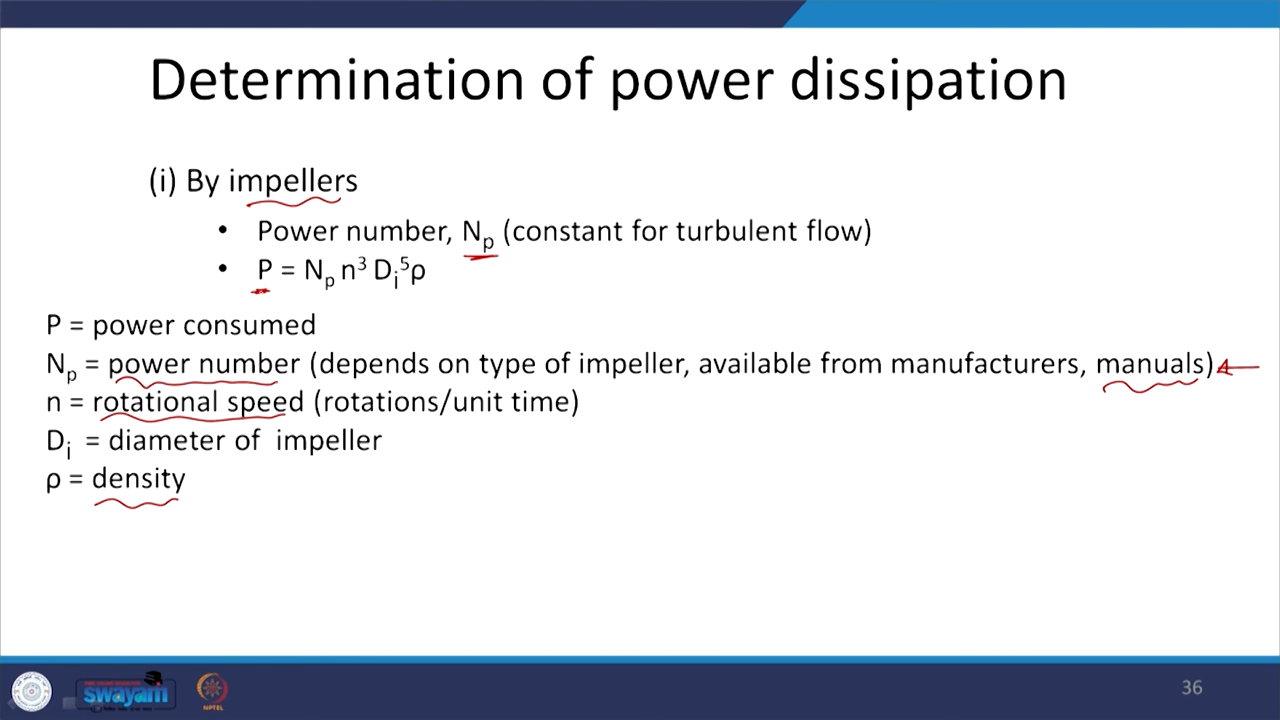 Determination of power dissipation
(i) By impellers
• Power number, Nₚ (constant for turbulent flow)
• P = Nₚ n³ Dᵢ⁵ρ
P = power consumed
Nₚ = power number (depends on type of impeller, available from manufacturers, manuals)
n = rotational speed (rotations/unit time)
Dᵢ = diameter of impeller
ρ = density
swayam
NPTEL
36